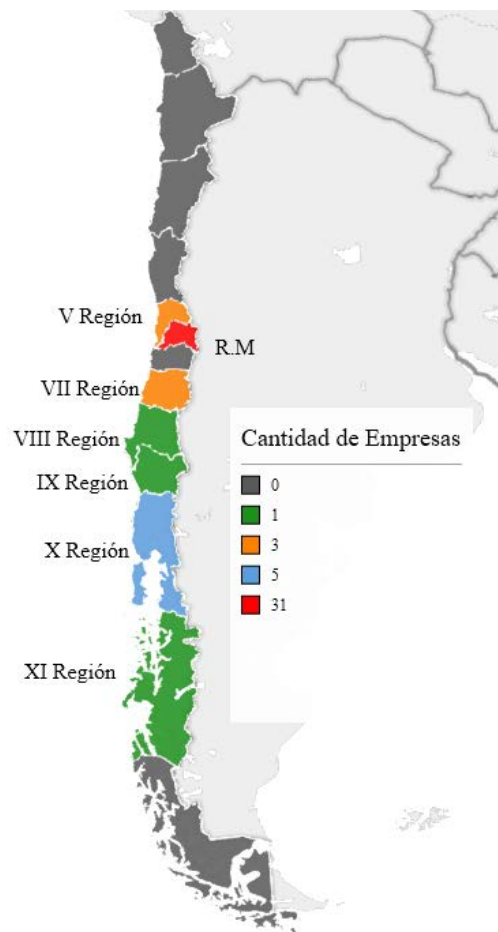 V Región
R.M
VII Región
VIII Región
IX Región
X Región
XI Región
Cantidad de Empresas
0
1
3
5
31